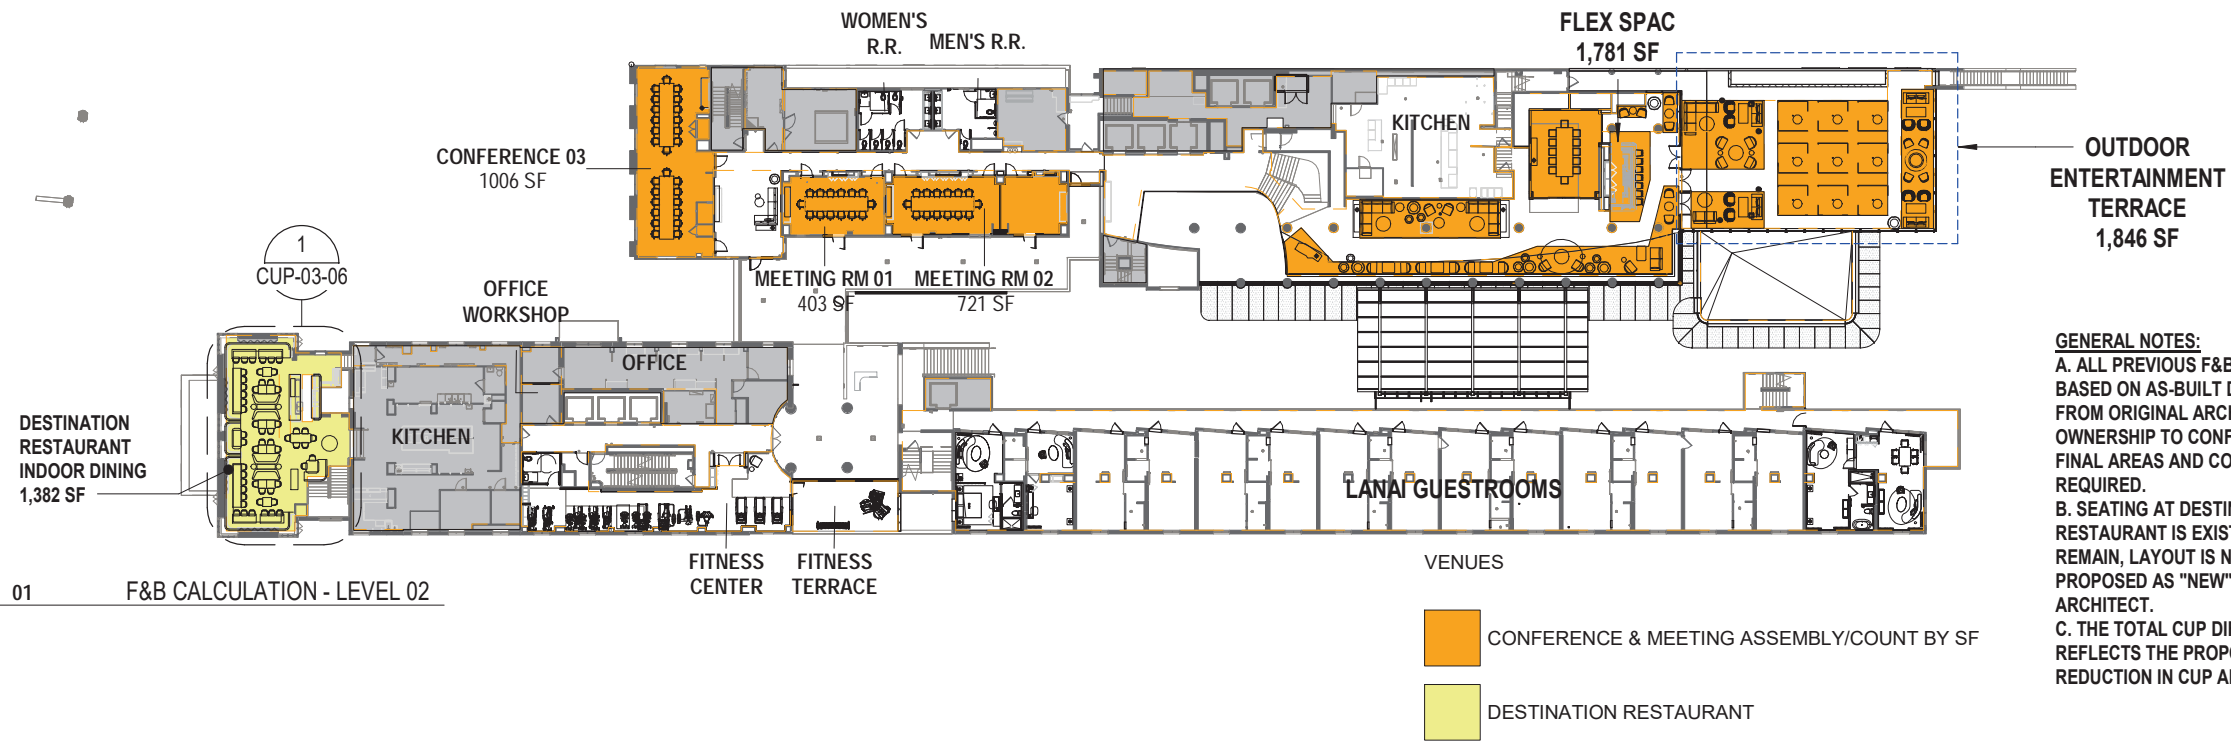 WOMEN'S
R.R.
MEN'S R.R.
FLEX SPAC
1,781 SF
KITCHEN
CONFERENCE 03
1006 SF
OUTDOOR
ENTERTAINMENT
TERRACE
1,846 SF
1
CUP-03-06
MEETING RM 01
403 SF
MEETING RM 02
721 SF
OFFICE
WORKSHOP
OFFICE
KITCHEN
DESTINATION
RESTAURANT
INDOOR DINING
1,382 SF
LANAI GUESTROOMS
FITNESS
CENTER
FITNESS
TERRACE
01
F&B CALCULATION - LEVEL 02
VENUES
CONFERENCE & MEETING ASSEMBLY/COUNT BY SF
DESTINATION RESTAURANT
GENERAL NOTES:
A. ALL PREVIOUS F&B
BASED ON AS-BUILT D
FROM ORIGINAL ARCH
OWNERSHIP TO CONF
FINAL AREAS AND CO
REQUIRED.
B. SEATING AT DESTIN
RESTAURANT IS EXIST
REMAIN, LAYOUT IS N
PROPOSED AS "NEW"
ARCHITECT.
C. THE TOTAL CUP DI
REFLECTS THE PROPO
REDUCTION IN CUP A